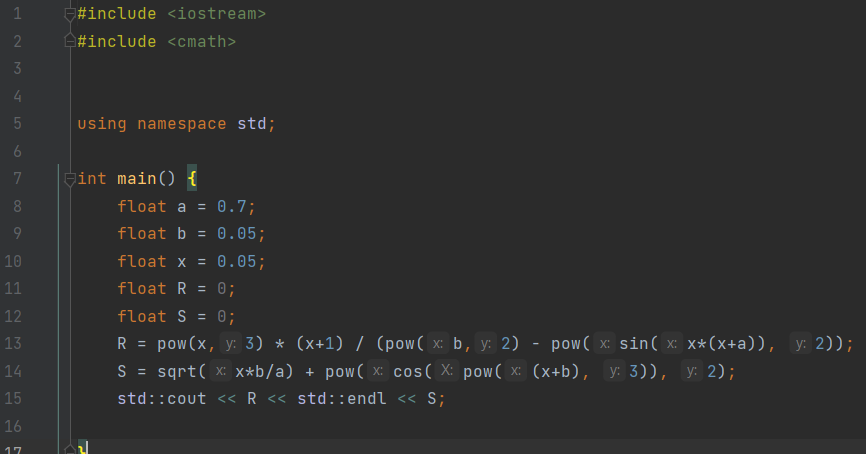 1 #include <iostream>
2 #include <cmath>
3
4
5 using namespace std;
6
7 int main() {
8 float a = 0.7;
9 float b = 0.05;
10 float x = 0.05;
11 float R = 0;
12 float S = 0;
13 R = pow(x, y: 3) * (x+1) / (pow( x: b, y: 2) - pow( x: sin( x: x*(x+a)), y: 2));
14 S = sqrt( x: x*b/a) + pow( x: cos( X: pow( x: (x+b), y: 3)), y: 2);
15 std::cout << R << std::endl << S;
16
17 }